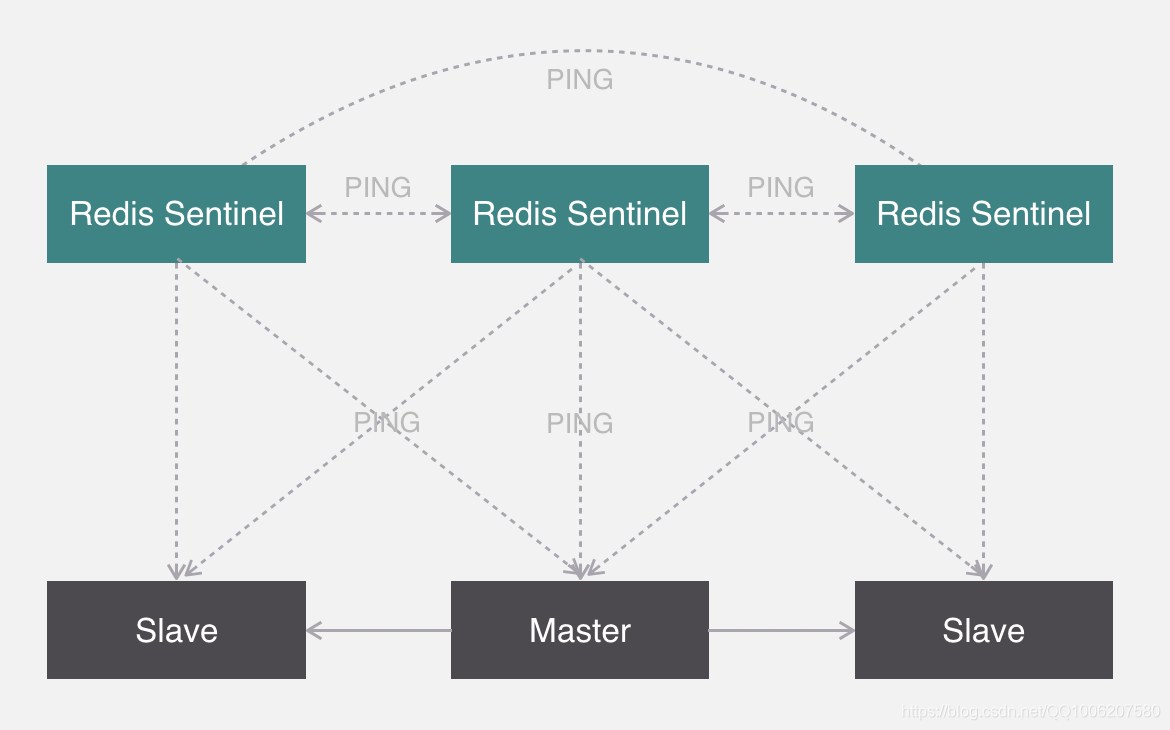 PING
Redis Sentinel
PING
Redis Sentinel
PING
Redis Sentinel
PING
PING
PING
Slave
Master
Slave
https://blog.csdn.net/QQ1006207580